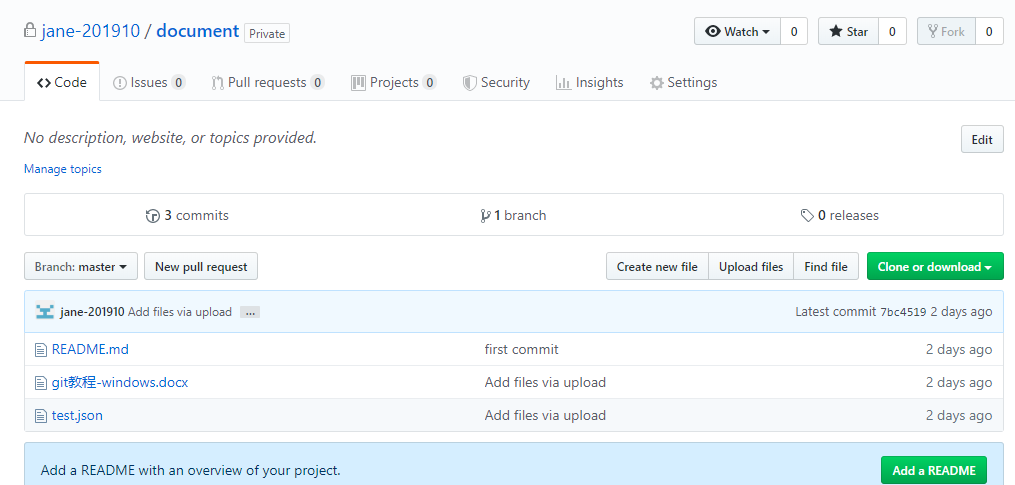 jane-201910 / document Private Watch 0 Star 0 Fork 0
Code Issues 0 Pull requests 0 Projects 0 Security Insights Settings
No description, website, or topics provided. Edit
Manage topics
3 commits 1 branch 0 releases
Branch: master New pull request Create new file Upload files Find file Clone or download
jane-201910 Add files via upload ... Latest commit 7bc4519 2 days ago
README.md first commit 2 days ago
git教程-windows.docx Add files via upload 2 days ago
test.json Add files via upload 2 days ago
Add a README with an overview of your project. Add a README